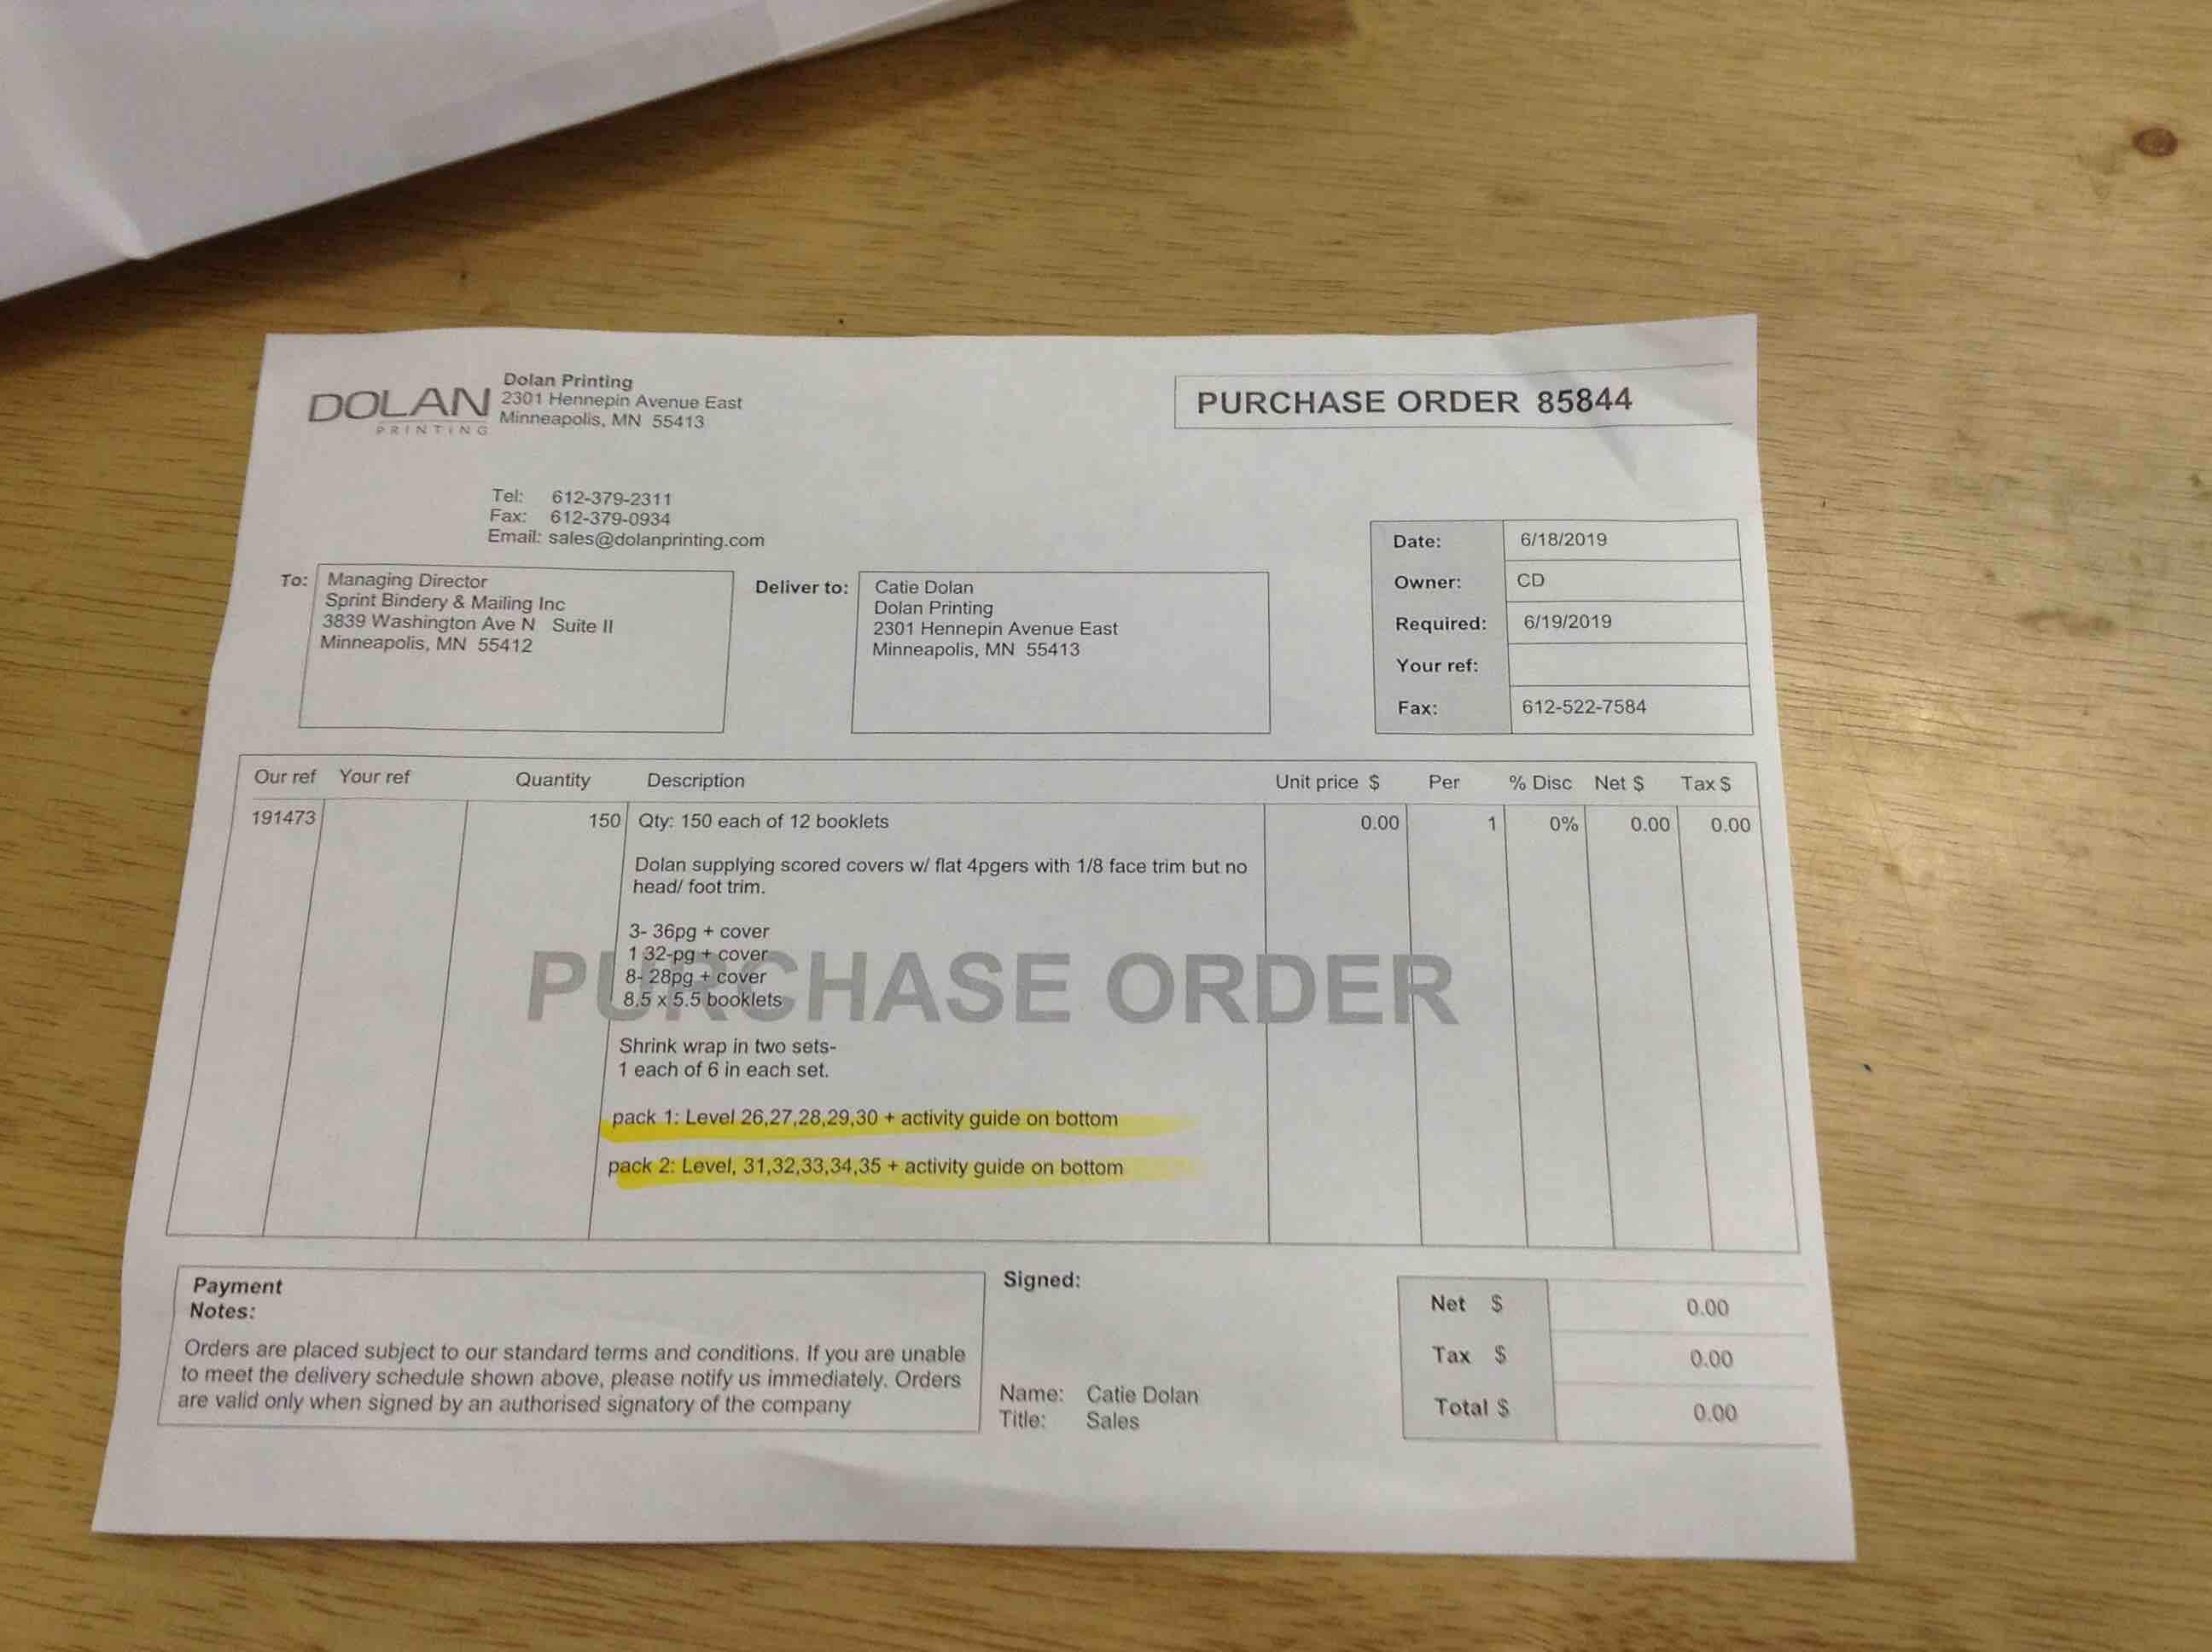 DOLAN
PRINTING
Dolan Printing
2301 Hennepin Avenue East
Minneapolis, MN 55413
PURCHASE ORDER 85844
Tel: 612-379-2311
Fax: 612-379-0934
Email: sales@dolanprinting.com
To: Managing Director
Sprint Bindery & Mailing Inc
3839 Washington Ave N Suite II
Minneapolis, MN 55412
Deliver to: Catie Dolan
Dolan Printing
2301 Hennepin Avenue East
Minneapolis, MN 55413
Date: 6/18/2019
Owner: CD
Required: 6/19/2019
Your ref:
Fax: 612-522-7584
Our ref Your ref Quantity Description Unit price $ Per % Disc Net $ Tax $
191473 150 Qty: 150 each of 12 booklets 0.00 1 0% 0.00 0.00
Dolan supplying scored covers w/ flat 4pgers with 1/8 face trim but no
head/ foot trim.
3- 36pg + cover
1 32-pg + cover
8- 28pg + cover
8.5 x 5.5 booklets
PURCHASE ORDER
Shrink wrap in two sets-
1 each of 6 in each set.
pack 1: Level 26,27,28,29,30 + activity guide on bottom
pack 2: Level, 31,32,33,34,35 + activity guide on bottom
Payment
Notes:
Orders are placed subject to our standard terms and conditions. If you are unable
to meet the delivery schedule shown above, please notify us immediately. Orders
are valid only when signed by an authorised signatory of the company
Signed:
Name: Catie Dolan
Title: Sales
Net $ 0.00
Tax $ 0.00
Total $ 0.00